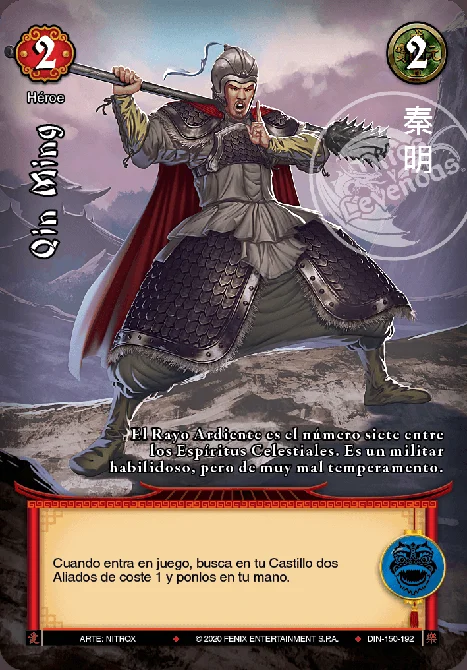 2
2
Héroe
Qin Ming
秦
明
El Rayo Ardiente es el número siete entre
los Espíritus Celestiales. Es un militar
habilidoso, pero de muy mal temperamento.
Cuando entra en juego, busca en tu Castillo dos
Aliados de coste 1 y ponlos en tu mano.
ARTE: NITROX
© 2020 FENIX ENTERTAINMENT S.P.A.
DIN-150-192